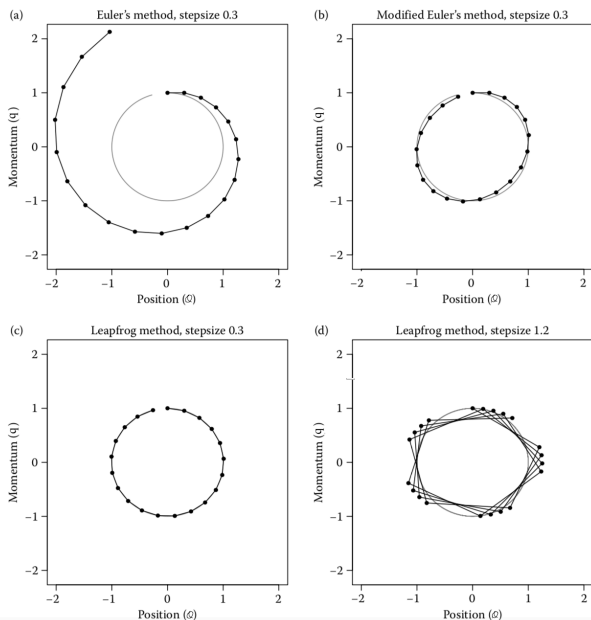 (a) Euler's method, stepsize 0.3
2
1
0
−1
−2
Momentum (q)
−2 −1 0 1 2
Position (Q)
(b) Modified Euler's method, stepsize 0.3
2
1
0
−1
−2
Momentum (q)
−2 −1 0 1 2
Position (Q)
(c) Leapfrog method, stepsize 0.3
2
1
0
−1
−2
Momentum (q)
−2 −1 0 1 2
Position (Q)
(d) Leapfrog method, stepsize 1.2
2
1
0
−1
−2
Momentum (q)
−2 −1 0 1 2
Position (Q)